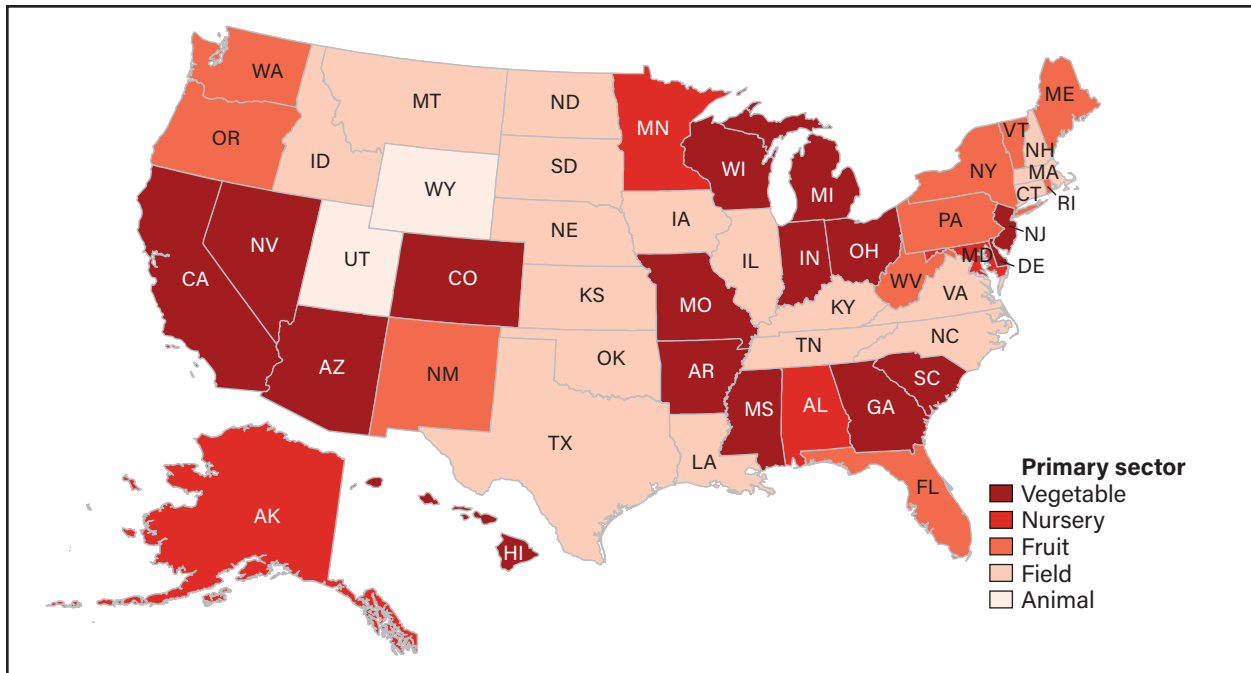 WA
MT
ND
MN
ME
VT
NH
OR
ID
SD
WI
NY
MA
WY
MI
CT
RI
IA
PA
NE
NJ
NV
OH
UT
IL
IN
MD
DE
CA
CO
WV
KS
MO
VA
KY
NC
TN
OK
AZ
NM
AR
SC
MS
AL
GA
TX
LA
FL
AK
HI
Primary sector
Vegetable
Nursery
Fruit
Field
Animal